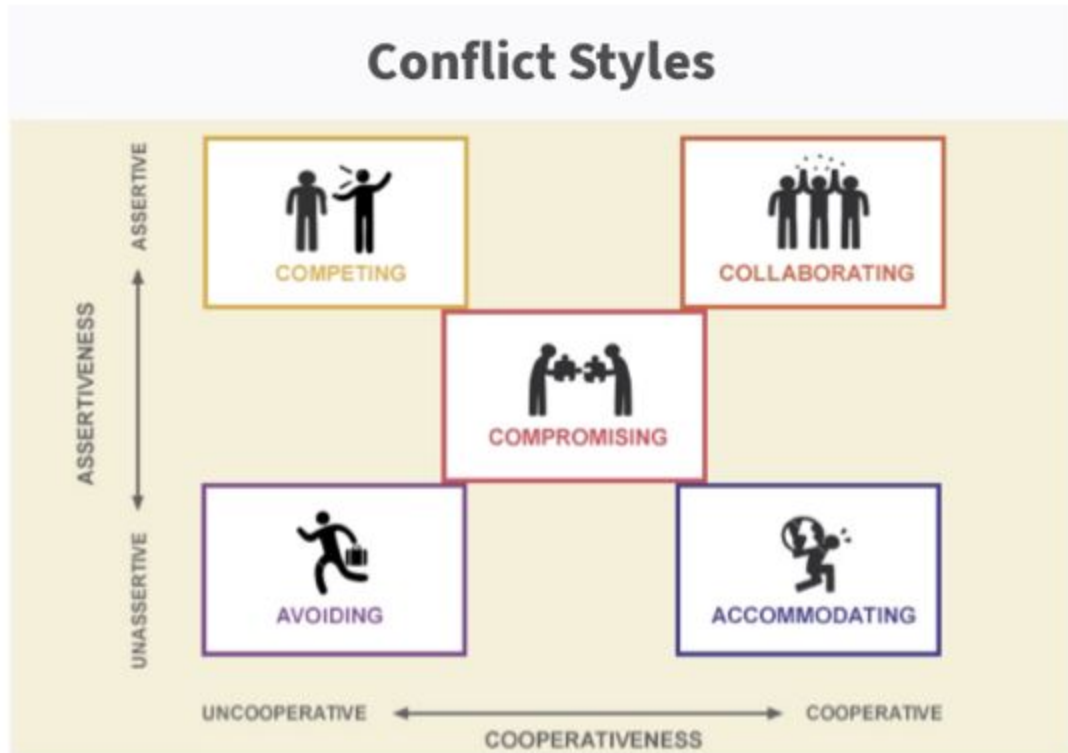 Conflict Styles
ASSERTIVE
COMPETING
COLLABORATING
ASSERTIVENESS
COMPROMISING
UNASSERTIVE
AVOIDING
ACCOMMODATING
UNCOOPERATIVE
COOPERATIVE
COOPERATIVENESS